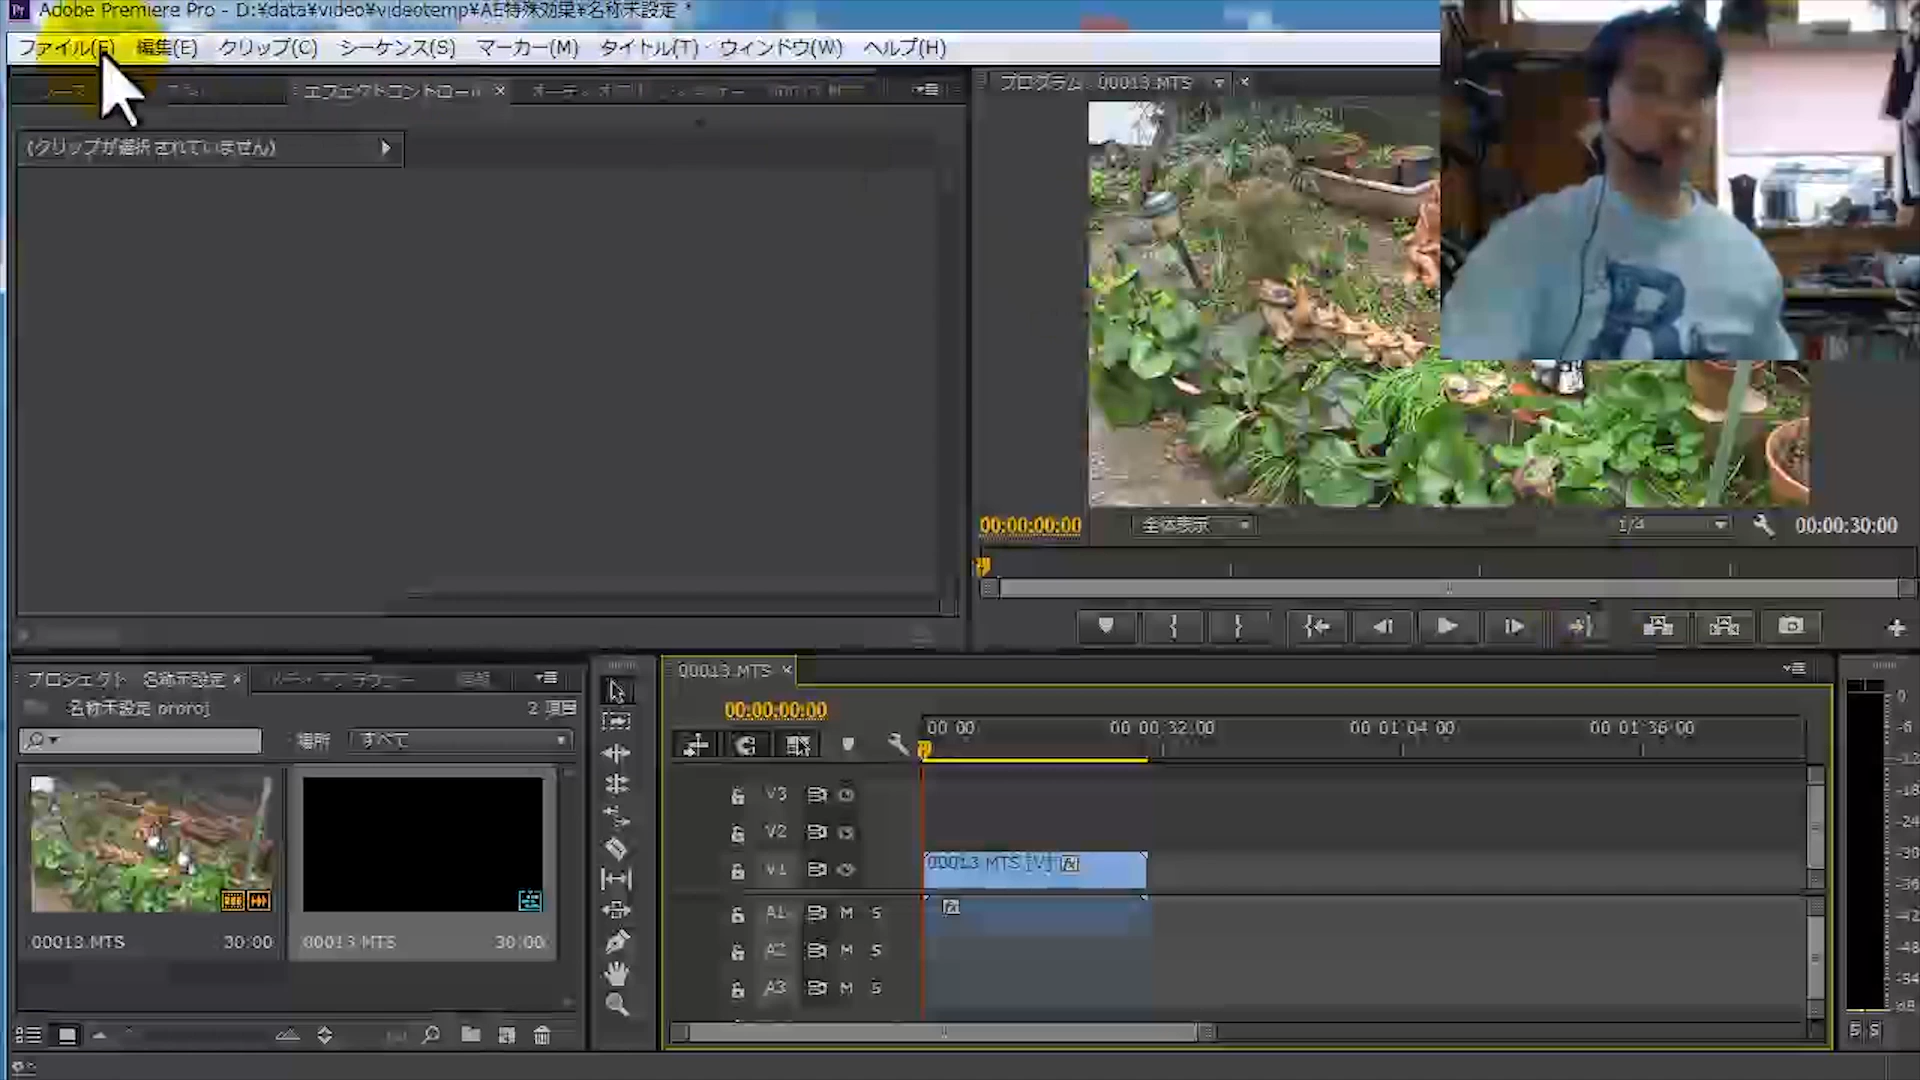 Adobe Premiere Pro - D:¥data¥video¥videotemp¥AE特殊効果¥名称未設定 *
ファイル(F) 編集(E) クリップ(C) シーケンス(S) マーカー(M) タイトル(T) ウィンドウ(W) ヘルプ(H)
エフェクトコントロール ×
プログラム : 00013.MTS ×
(クリップが選択されていません)
00:00:00:00 全体表示 1/4 00:00:30:00
プロジェクト : 名称未設定 ×
00013.MTS ×
名称未設定.prproj 2 項目
00:00:00:00
場所 : すべて
00:00 00:00:32:00 00:01:04:00 00:01:36:00
V3
V2
V1 00013.MTS [V] fx
A1 M S fx
A2 M S
A3 M S
00013.MTS 30:00 00013.MTS 30:00
0
-6
-12
-18
-24
-30
-36
-42
-48
-54
dB
S S